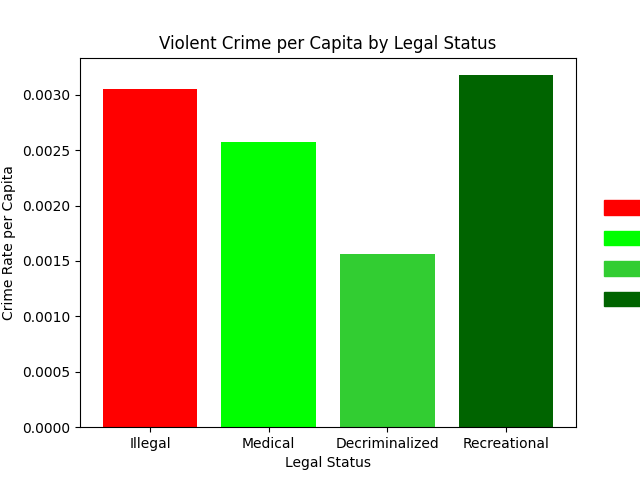 Violent Crime per Capita by Legal Status
Crime Rate per Capita
0.0030
0.0025
0.0020
0.0015
0.0010
0.0005
0.0000
Illegal Medical Decriminalized Recreational
Legal Status